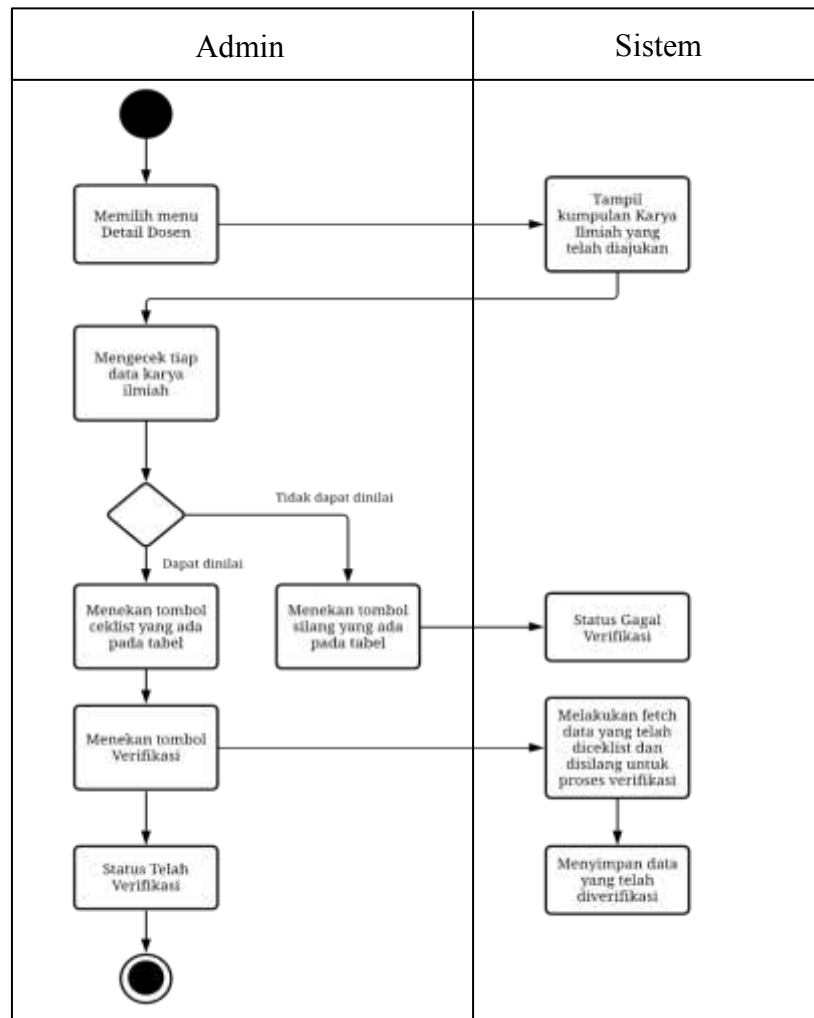 Admin
Sistem
Memilih menu
Detail Dosen
Tampil
kumpulan Karya
Ilmiah yang
telah diajukan
Mengecek tiap
data karya
ilmiah
Tidak dapat dinilai
Dapat dinilai
Menekan tombol
ceklist yang ada
pada tabel
Menekan tombol
silang yang ada
pada tabel
Status Gagal
Verifikasi
Menekan tombol
Verifikasi
Melakukan fetch
data yang telah
diceklist dan
disilang untuk
proses verifikasi
Status Telah
Verifikasi
Menyimpan data
yang telah
diverifikasi